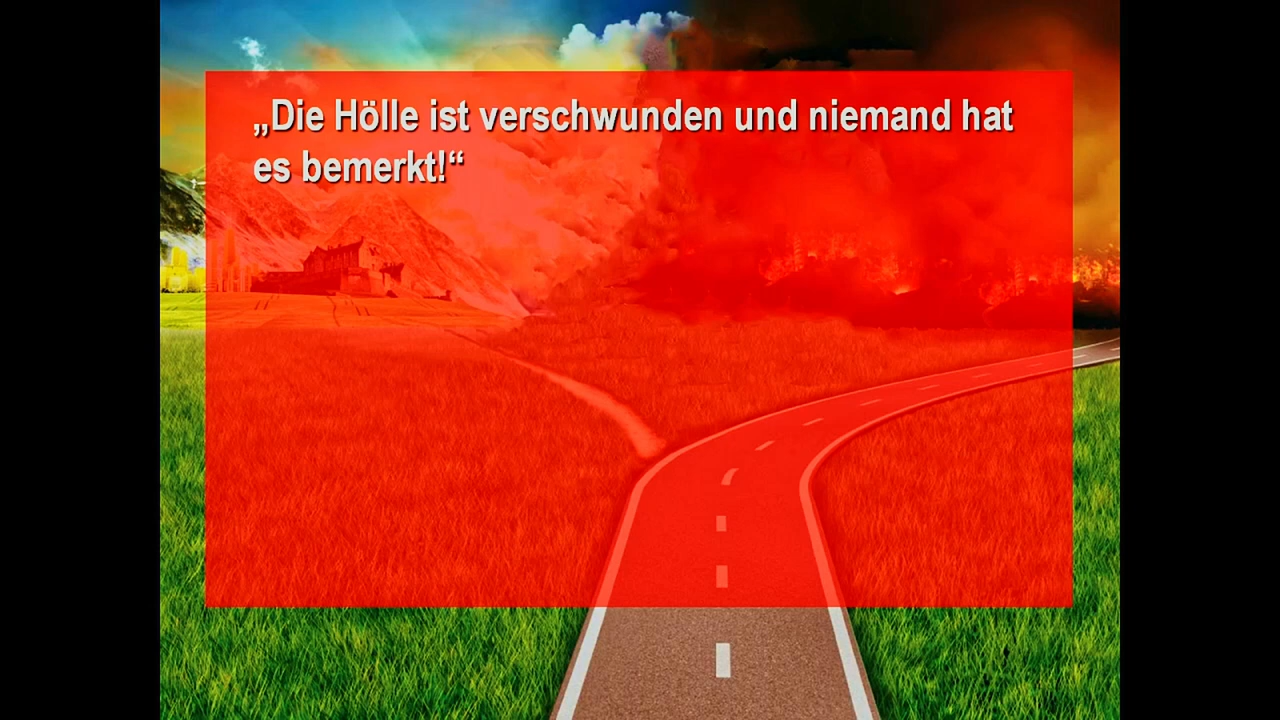 „Die Hölle ist verschwunden und niemand hat
es bemerkt!“